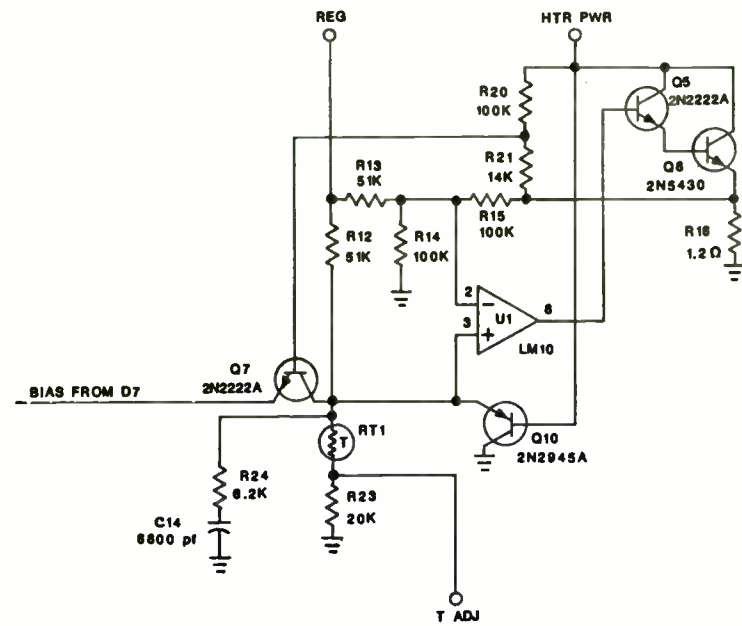 REG
HTR PWR
R20
100K
Q5
2N2222A
R13
51K
R21
14K
Q6
2N5430
R12
51K
R14
100K
R15
100K
R16
1.2Ω
2
3
6
U1
LM10
Q7
2N2222A
BIAS FROM D7
RT1
T
Q10
2N2945A
R24
6.2K
R23
20K
C14
6800 pf
T ADJ